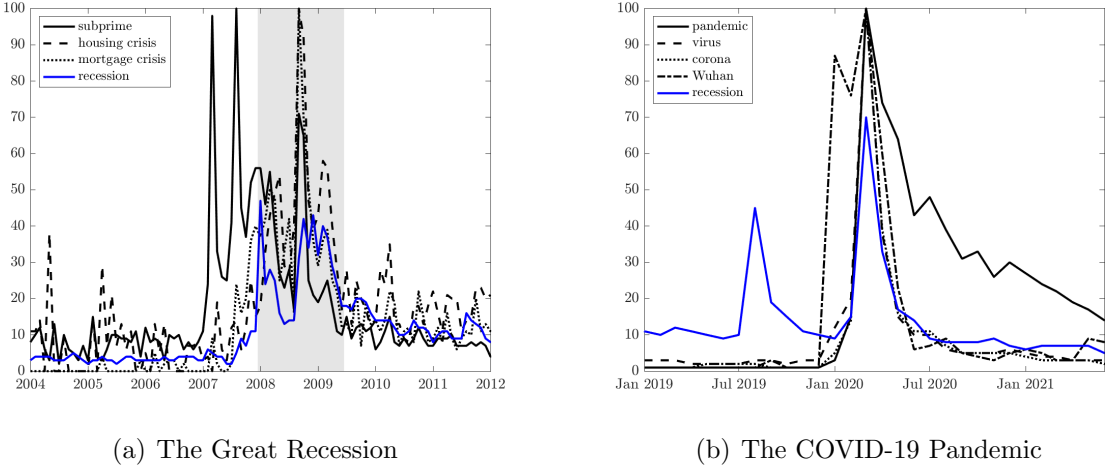 100
90
80
70
60
50
40
30
20
10
0
subprime
housing crisis
mortgage crisis
recession
2004 2005 2006 2007 2008 2009 2010 2011 2012
(a) The Great Recession
100
90
80
70
60
50
40
30
20
10
0
pandemic
virus
corona
Wuhan
recession
Jan 2019 Jul 2019 Jan 2020 Jul 2020 Jan 2021
(b) The COVID-19 Pandemic